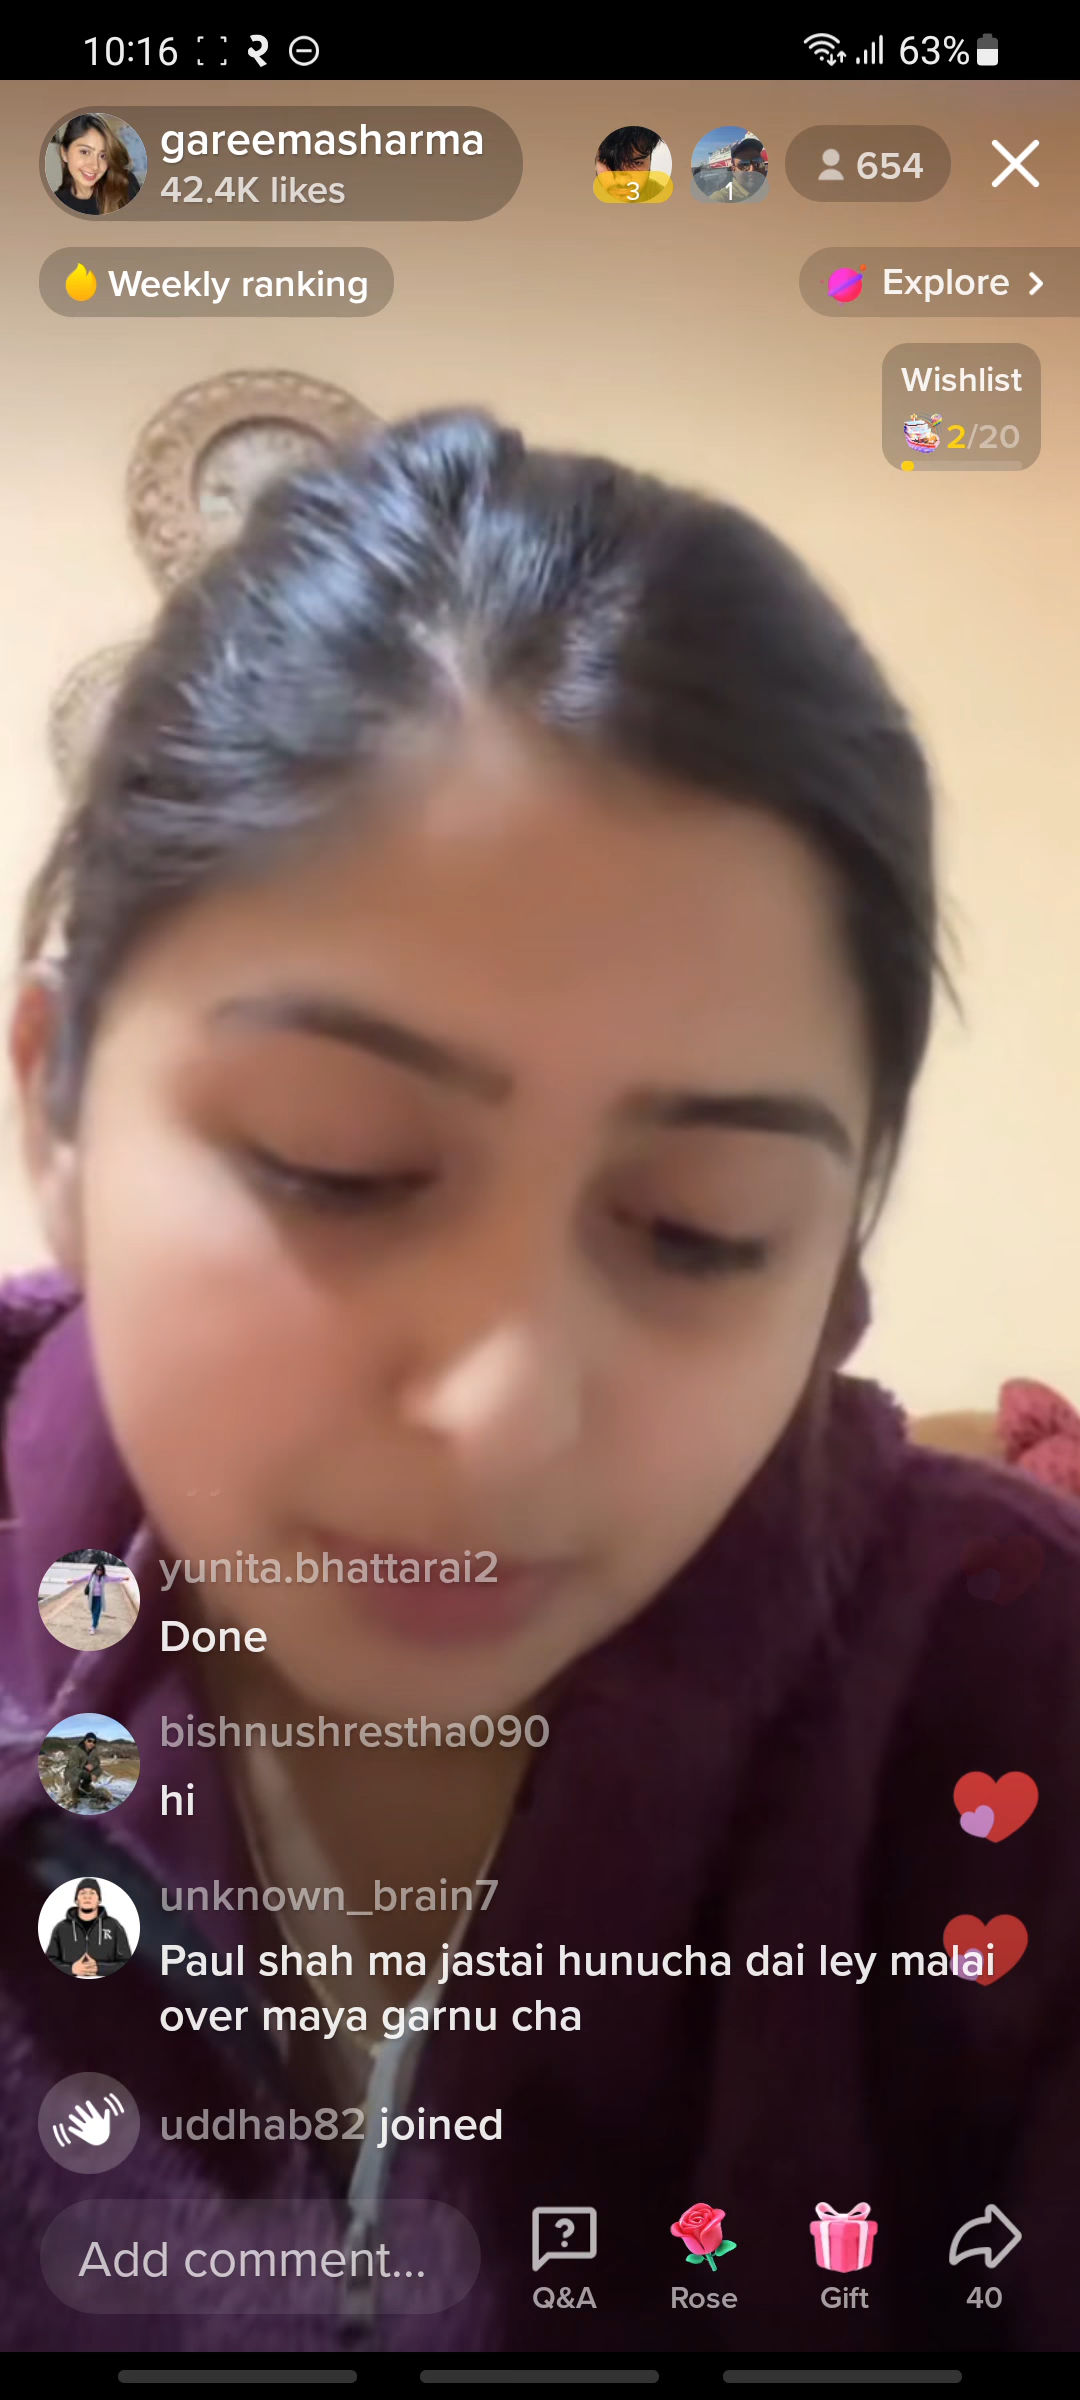 10:16
63%
gareemasharma
42.4K likes
3
1
654
Weekly ranking
Explore >
Wishlist
2/20
yunita.bhattarai2
Done
bishnushrestha090
hi
unknown_brain7
Paul shah ma jastai hunucha dai ley malai
over maya garnu cha
uddhab82 joined
Add comment...
Q&A
Rose
Gift
40